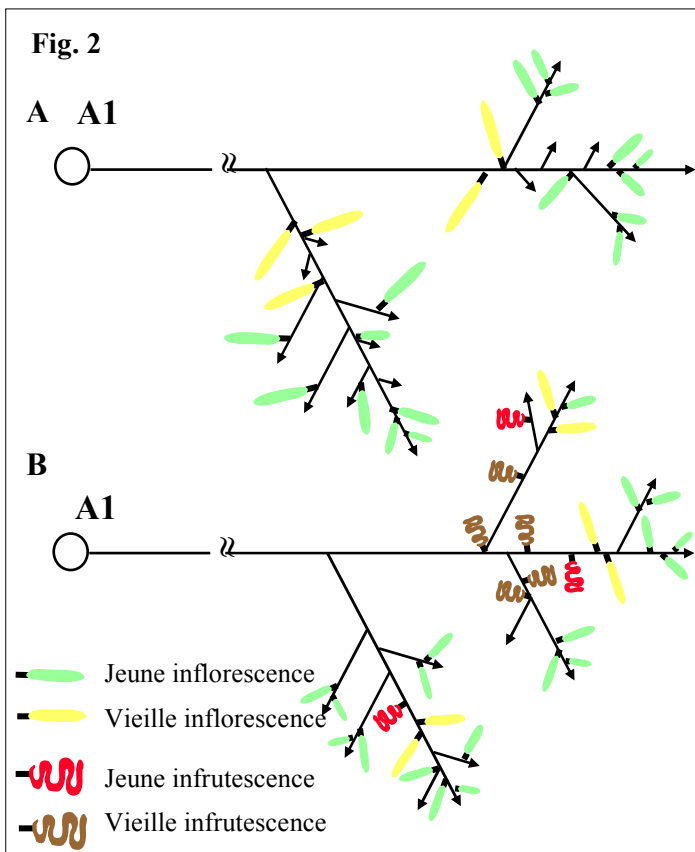 Fig. 2
A A1
B
A1
Jeune inflorescence
Vieille inflorescence
Jeune infrutescence
Vieille infrutescence